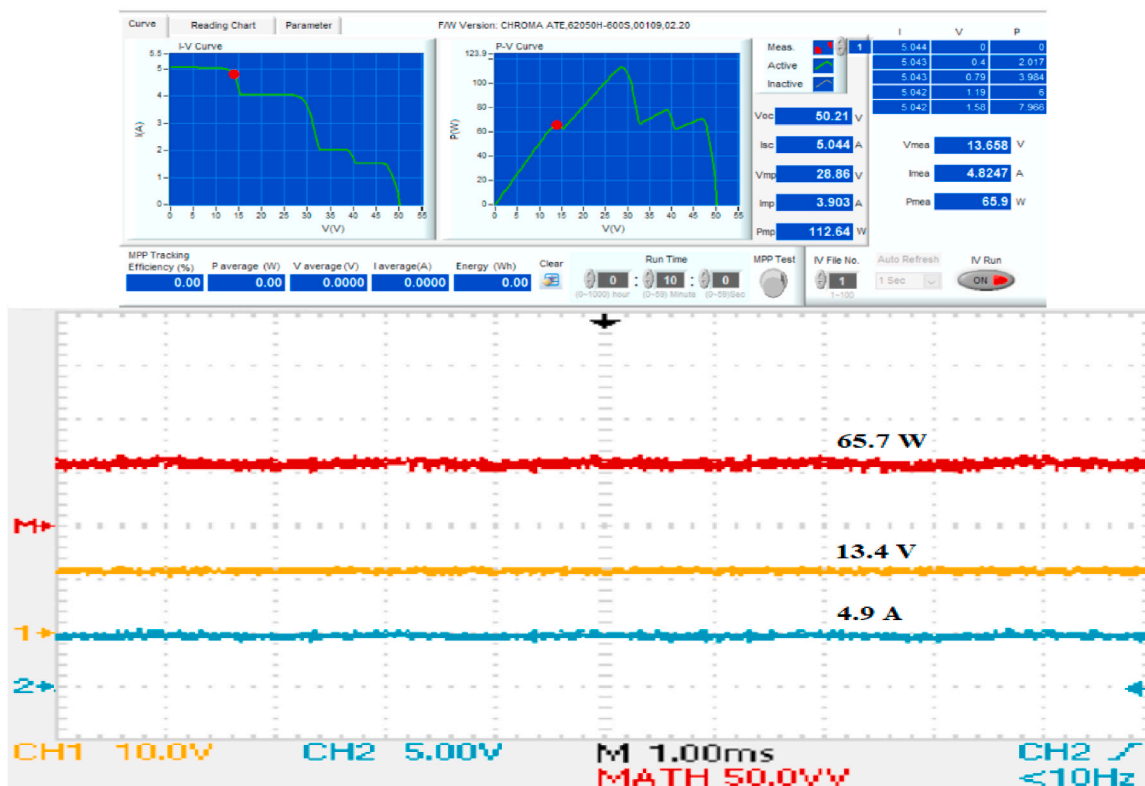 Curve Reading Chart Parameter F/W Version: CHROMA ATE,62050H-600S,00109,02.20
I-V Curve
5.5
5
4
3
2
1
0
I(A)
0 5 10 15 20 25 30 35 40 45 50 55
V(V)
P-V Curve
123.9
100
80
60
40
20
0
P(W)
0 5 10 15 20 25 30 35 40 45 50 55
V(V)
Meas. 1
Active
Inactive
Voc 50.21 V
Isc 5.044 A
Vmp 28.86 V
Imp 3.903 A
Pmp 112.64 W
I V P
5.044 0 0
5.043 0.4 2.017
5.043 0.79 3.984
5.042 1.19 6
5.042 1.58 7.966
Vmea 13.658 V
Imea 4.8247 A
Pmea 65.9 W
MPP Tracking
Efficiency (%) P average (W) V average (V) I average(A) Energy (Wh) Clear
0.00 0.00 0.0000 0.0000 0.00
Run Time
0 : 10 : 0
(0~1000) hour (0~59) Minute (0~59)Sec
MPP Test
IV File No. Auto Refresh IV Run
1 1 Sec ON
1~100
65.7 W
M
13.4 V
1
4.9 A
2
CH1 10.0V CH2 5.00V M 1.00ms CH2
MATH 50.0VV <10Hz